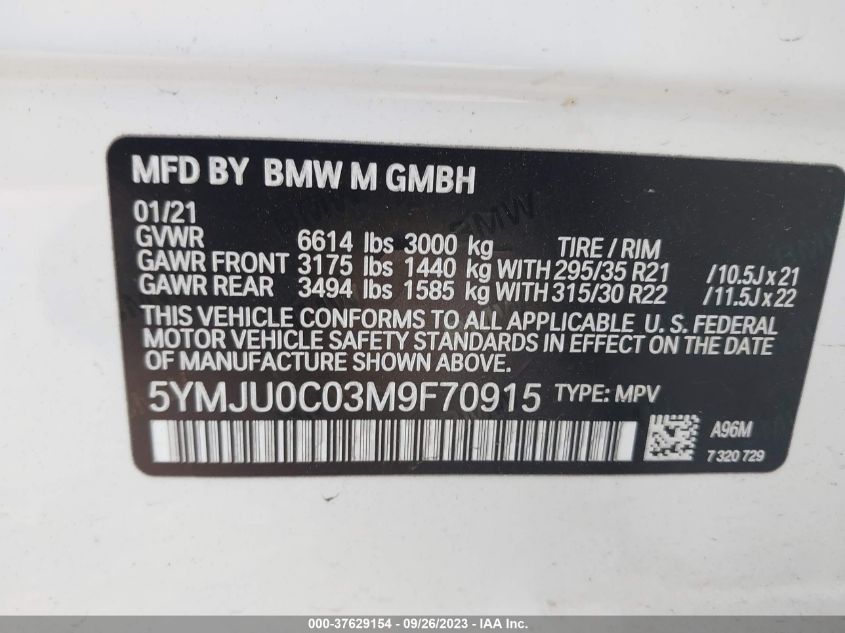 MFD BY BMW M GMBH
01/21
GVWR 6614 lbs 3000 kg TIRE / RIM
GAWR FRONT 3175 lbs 1440 kg WITH 295/35 R21 /10.5J x 21
GAWR REAR 3494 lbs 1585 kg WITH 315/30 R22 /11.5J x 22
THIS VEHICLE CONFORMS TO ALL APPLICABLE U. S. FEDERAL
MOTOR VEHICLE SAFETY STANDARDS IN EFFECT ON THE DATE
OF MANUFACTURE SHOWN ABOVE.
5YMJU0C03M9F70915 TYPE: MPV
A96M
7 320 729
000-37629154 - 09/26/2023 - IAA Inc.